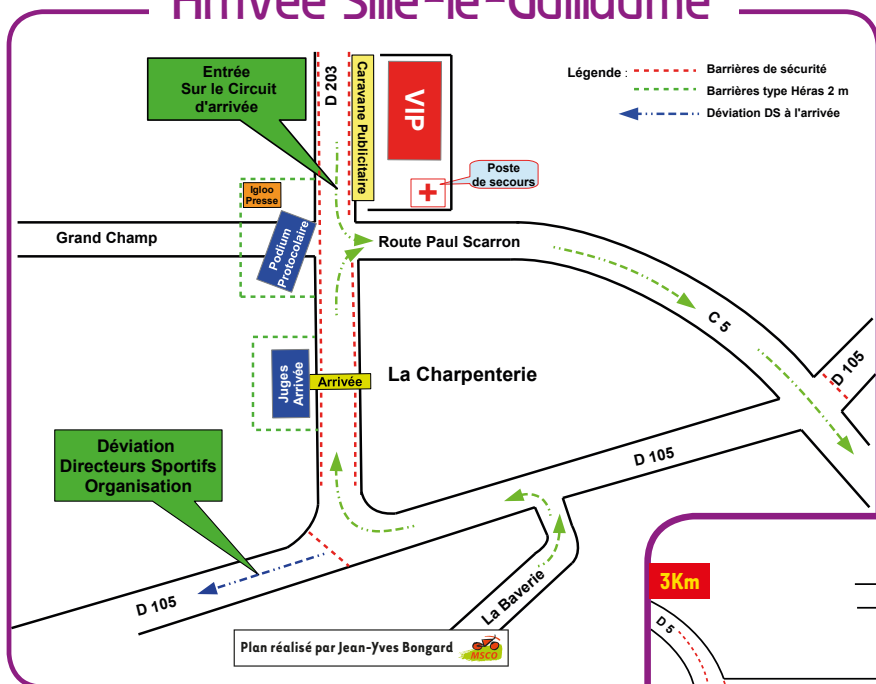 Arrivée Sillé-le-Guillaume
Entrée
Sur le Circuit
d'arrivée
D 203
Caravane Publicitaire
VIP
Légende :
Barrières de sécurité
Barrières type Héras 2 m
Déviation DS à l'arrivée
Poste
de secours
Igloo
Presse
Grand Champ
Podium
Protocolaire
Route Paul Scarron
C 5
D 105
Juges
Arrivée
Arrivée
La Charpenterie
Déviation
Directeurs Sportifs
Organisation
D 105
D 105
La Baverie
3Km
D 5
Plan réalisé par Jean-Yves Bongard
MSCO